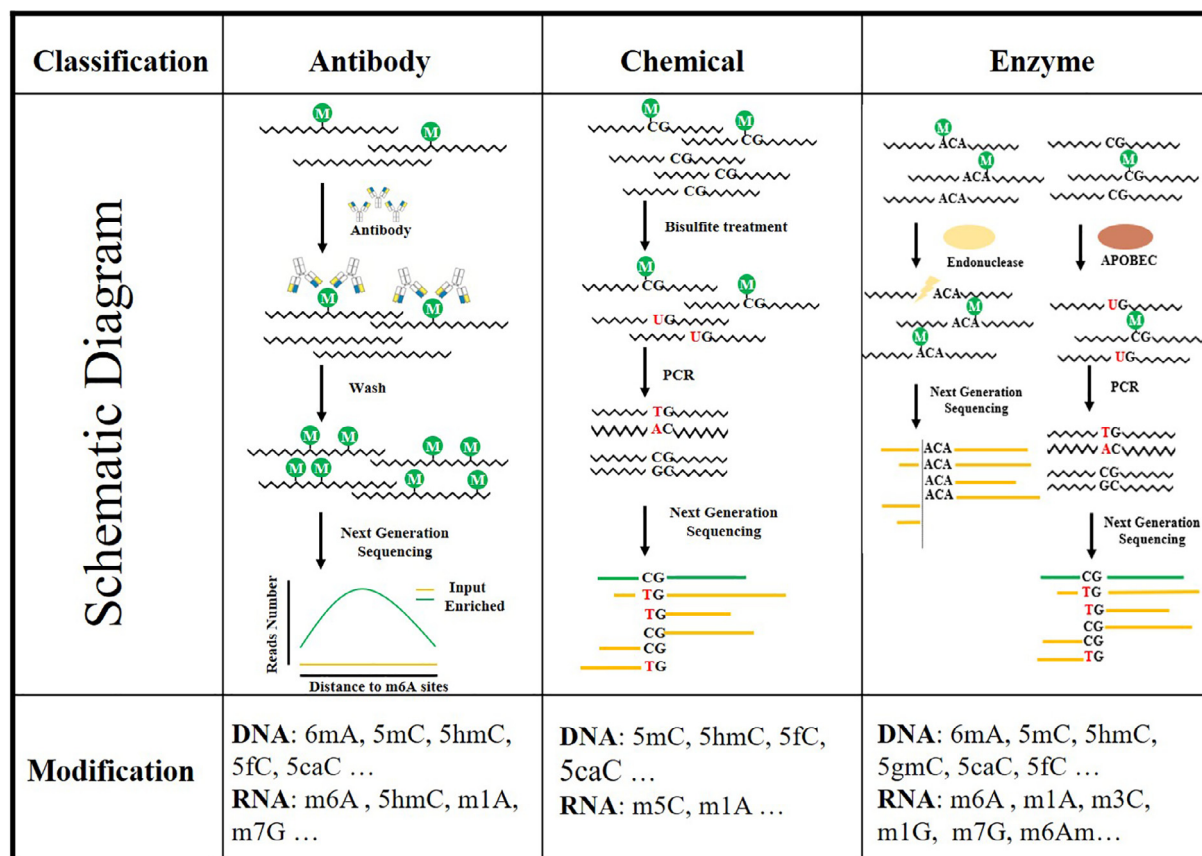 Classification
Antibody
Chemical
Enzyme
Schematic Diagram
M
M
Antibody
M
M
Wash
M
M
M
M
M
M
M
M
Next Generation
Sequencing
Reads Number
Input
Enriched
Distance to m6A sites
M
CG
M
CG
CG
CG
CG
Bisulfite treatment
M
CG
M
CG
UG
UG
PCR
TG
AC
CG
GG
Next Generation
Sequencing
CG
TG
TG
CG
CG
TG
M
ACA
M
ACA
ACA
Endonuclease
ACA
M
ACA
M
ACA
Next Generation
Sequencing
ACA
ACA
ACA
ACA
CG
M
CG
CG
APOBEC
UG
M
CG
UG
PCR
TG
AC
CG
GC
Next Generation
Sequencing
CG
TG
TG
CG
CG
TG
Modification
DNA: 6mA, 5mC, 5hmC,
5fC, 5caC ...
RNA: m6A , 5hmC, m1A,
m7G ...
DNA: 5mC, 5hmC, 5fC,
5caC ...
RNA: m5C, m1A ...
DNA: 6mA, 5mC, 5hmC,
5gmC, 5caC, 5fC ...
RNA: m6A , m1A, m3C,
m1G, m7G, m6Am...